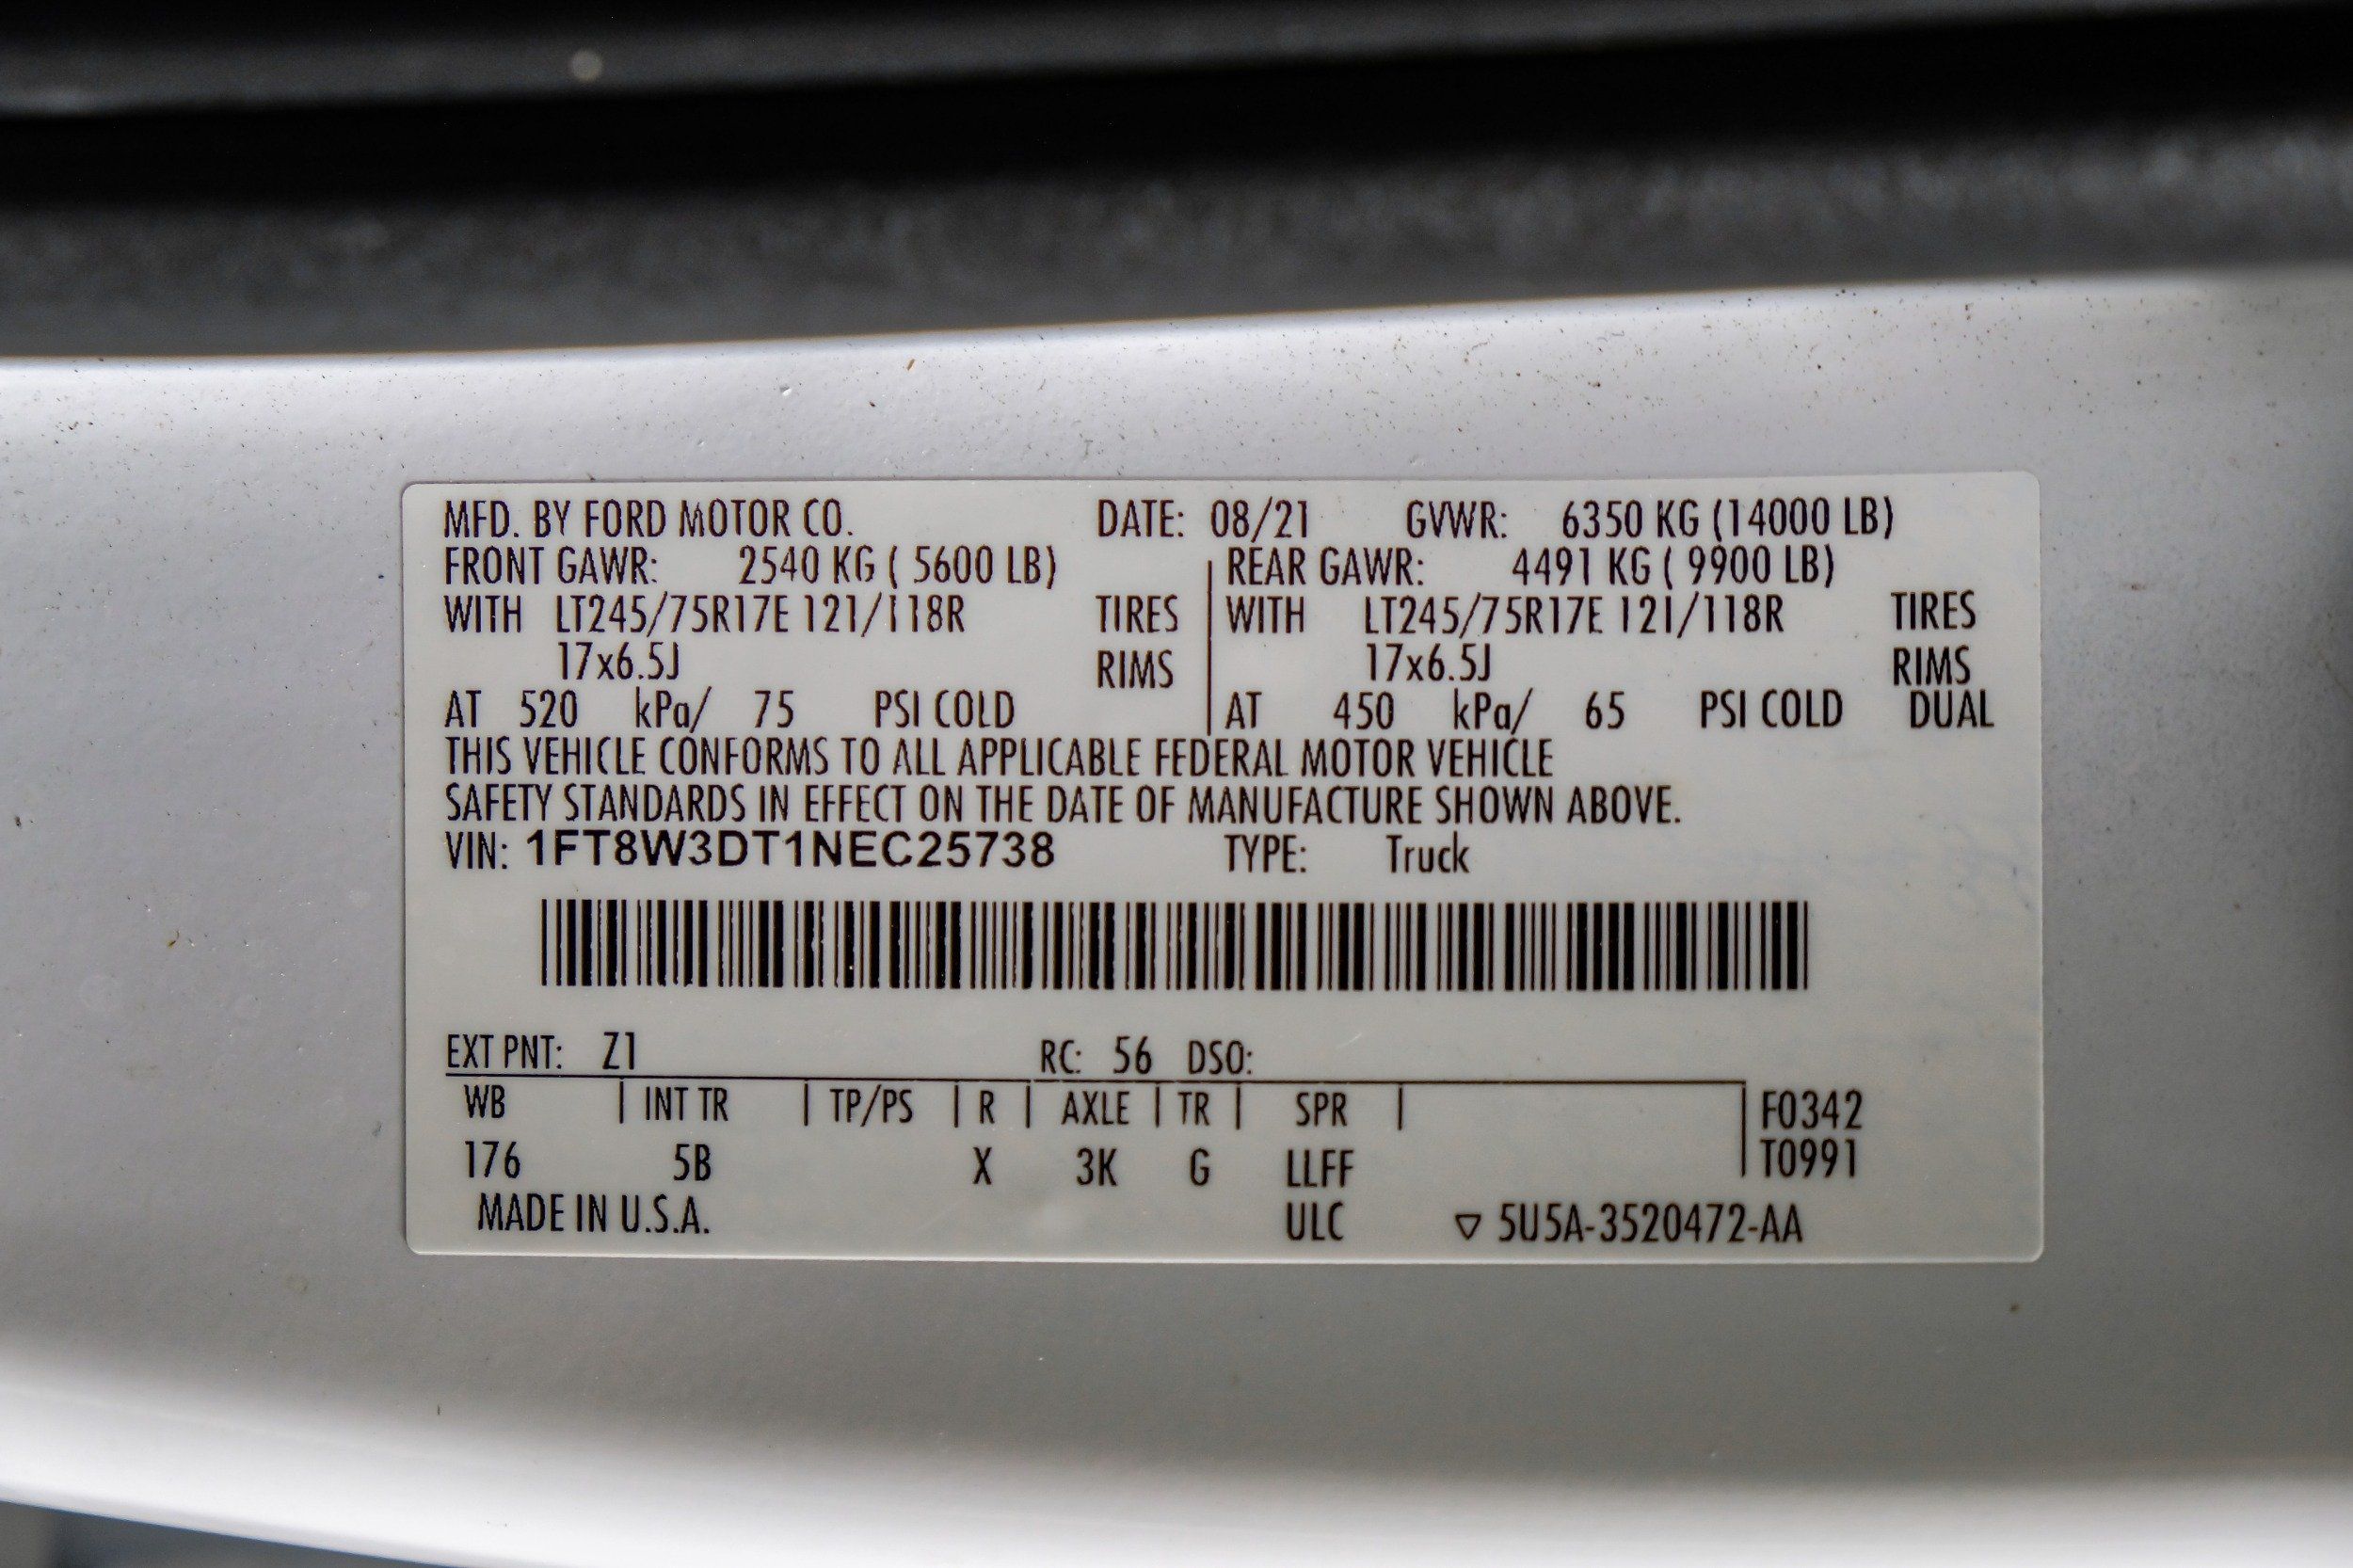 MFD. BY FORD MOTOR CO. DATE: 08/21 GVWR: 6350 KG (14000 LB)
FRONT GAWR: 2540 KG ( 5600 LB) REAR GAWR: 4491 KG ( 9900 LB)
WITH LT245/75R17E 121/118R TIRES WITH LT245/75R17E 121/118R TIRES
17x6.5J RIMS 17x6.5J RIMS
AT 520 kPa/ 75 PSI COLD AT 450 kPa/ 65 PSI COLD DUAL
THIS VEHICLE CONFORMS TO ALL APPLICABLE FEDERAL MOTOR VEHICLE
SAFETY STANDARDS IN EFFECT ON THE DATE OF MANUFACTURE SHOWN ABOVE.
VIN: 1FT8W3DT1NEC25738 TYPE: Truck
EXT PNT: Z1 RC: 56 DSO:
WB | INT TR | TP/PS | R | AXLE | TR | SPR | F0342
176 5B X 3K G LLFF T0991
MADE IN U.S.A. ULC ▽ 5U5A-3520472-AA